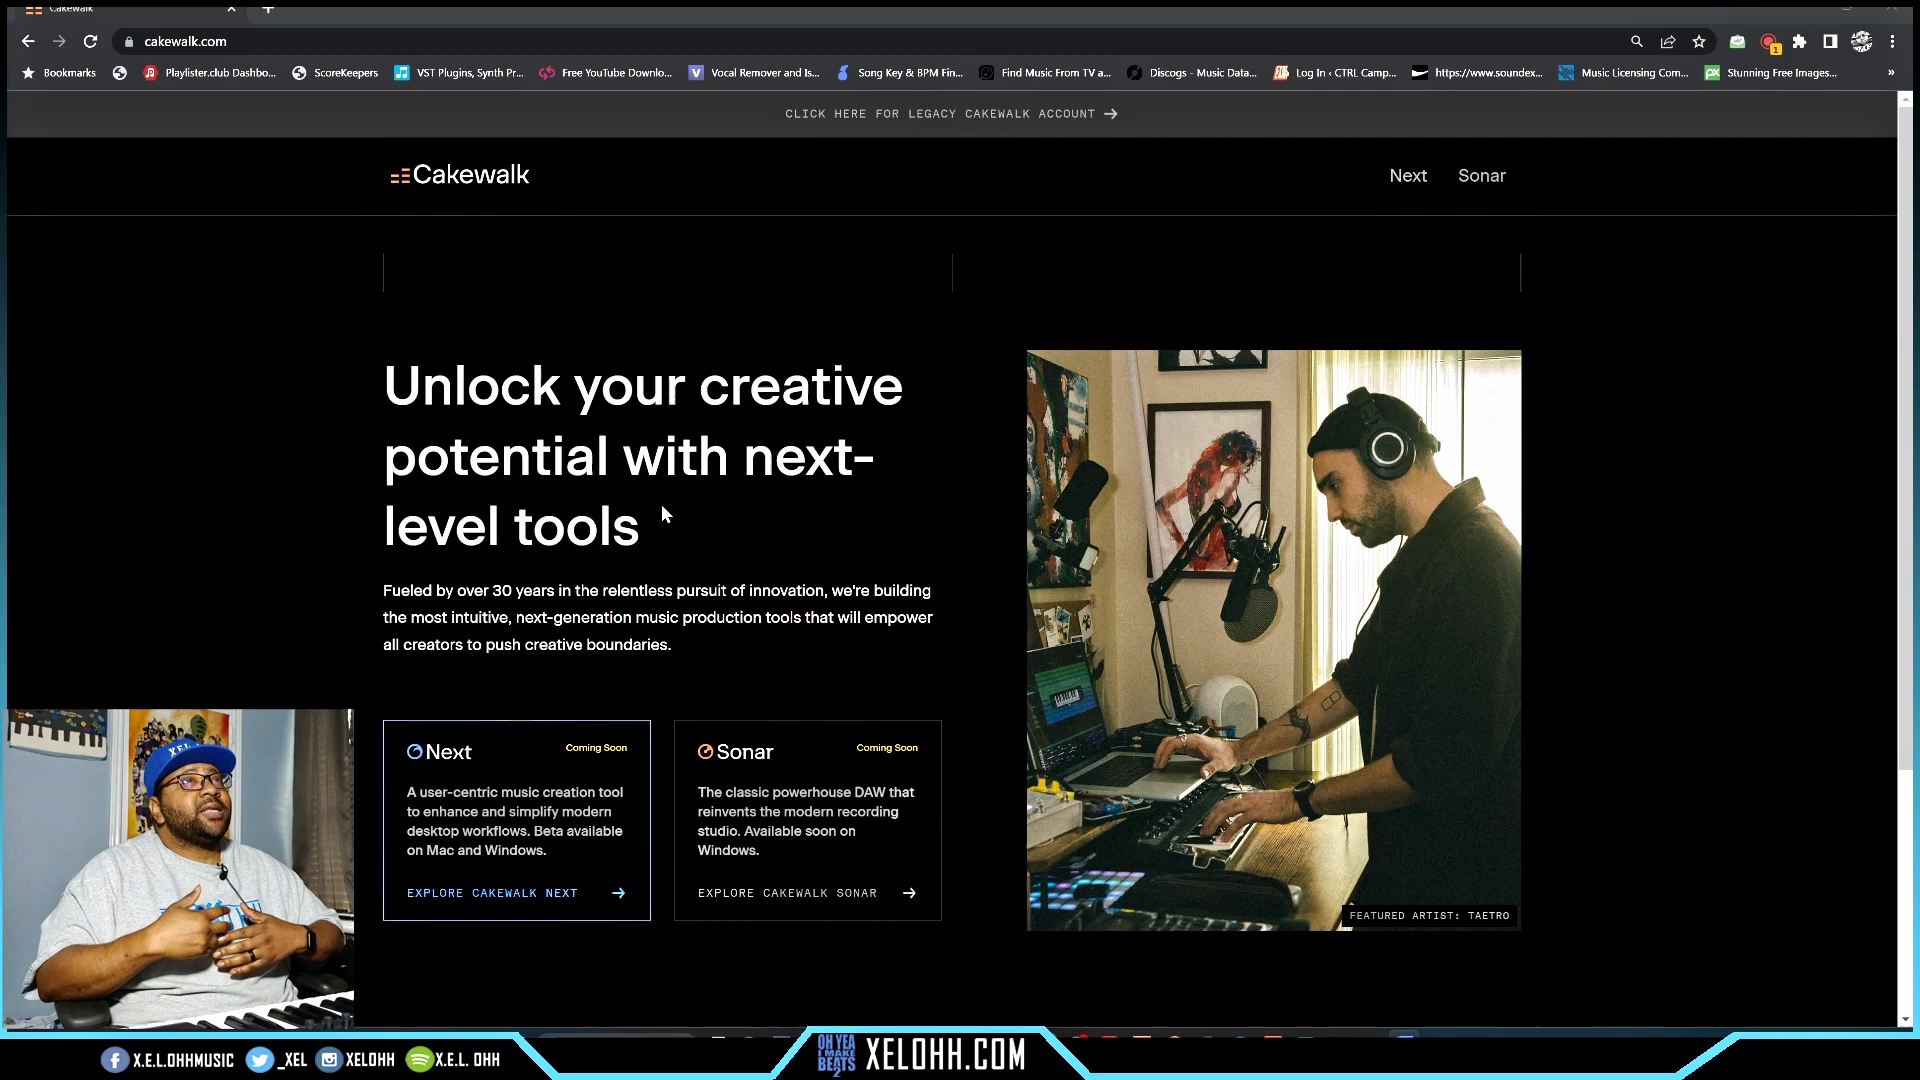 Cakewalk
cakewalk.com
1
Bookmarks
Playlister.club Dashbo...
ScoreKeepers
VST Plugins, Synth Pr...
Free YouTube Downlo...
Vocal Remover and Is...
Song Key & BPM Fin...
Find Music From TV a...
Discogs - Music Data...
Log In ‹ CTRL Camp...
https://www.soundex...
Music Licensing Com...
Stunning Free Images...
CLICK HERE FOR LEGACY CAKEWALK ACCOUNT →
Cakewalk
Next
Sonar
Unlock your creative
potential with next-
level tools
Fueled by over 30 years in the relentless pursuit of innovation, we're building
the most intuitive, next-generation music production tools that will empower
all creators to push creative boundaries.
Next
Coming Soon
A user-centric music creation tool
to enhance and simplify modern
desktop workflows. Beta available
on Mac and Windows.
EXPLORE CAKEWALK NEXT →
Sonar
Coming Soon
The classic powerhouse DAW that
reinvents the modern recording
studio. Available soon on
Windows.
EXPLORE CAKEWALK SONAR →
FEATURED ARTIST: TAETRO
X.E.L.OHHMUSIC
_XEL
XELOHH
X.E.L. OHH
OH YEA
I MAKE
BEATS
2
XELOHH.COM